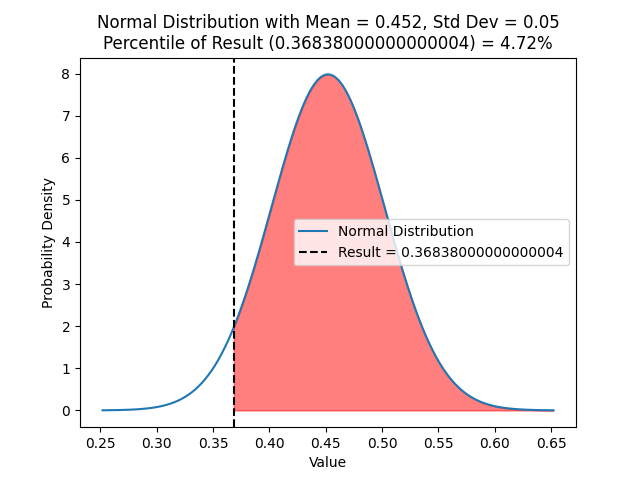 Normal Distribution with Mean = 0.452, Std Dev = 0.05
Percentile of Result (0.36838000000000004) = 4.72%
Probability Density
8
7
6
5
4
3
2
1
0
Normal Distribution
Result = 0.36838000000000004
0.25 0.30 0.35 0.40 0.45 0.50 0.55 0.60 0.65
Value